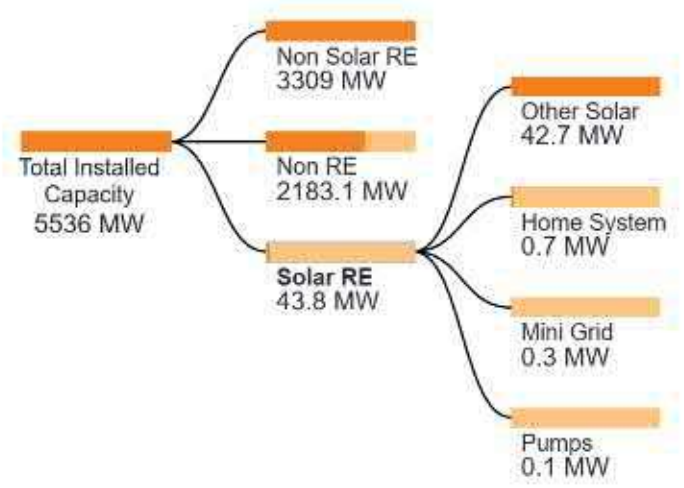 Total Installed
Capacity
5536 MW
Non Solar RE
3309 MW
Non RE
2183.1 MW
Solar RE
43.8 MW
Other Solar
42.7 MW
Home System
0.7 MW
Mini Grid
0.3 MW
Pumps
0.1 MW